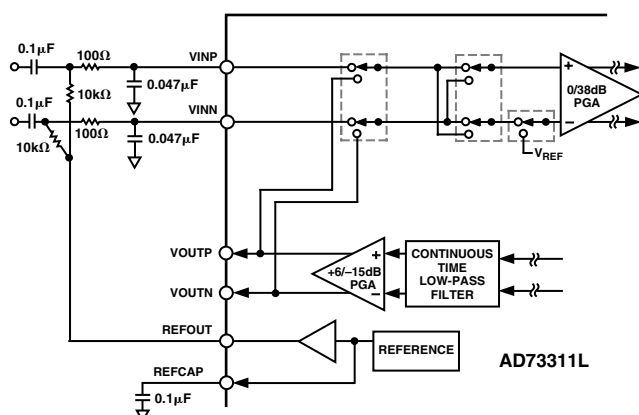 0.1µF
100Ω
VINP
10kΩ
0.047µF
0/38dB
PGA
0.1µF
VINN
100Ω
0.047µF
10kΩ
VREF
VOUTP
+
+6/–15dB
PGA
–
CONTINUOUS
TIME
LOW-PASS
FILTER
VOUTN
REFOUT
REFERENCE
AD73311L
REFCAP
0.1µF
+
–